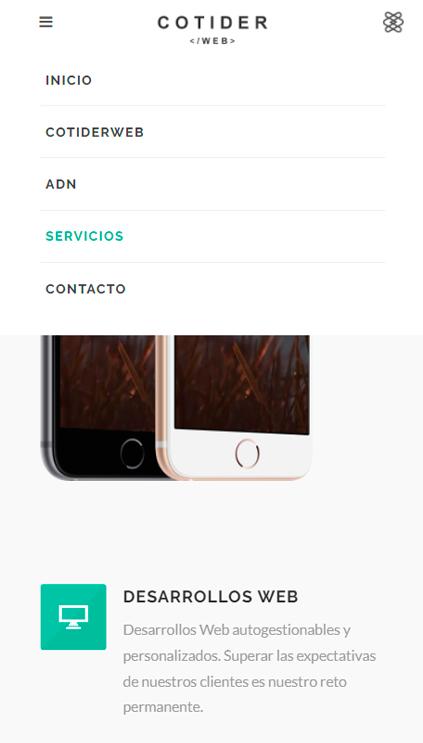 COTIDER
</WEB>
INICIO
COTIDERWEB
ADN
SERVICIOS
CONTACTO
DESARROLLOS WEB
Desarrollos Web autogestionables y
personalizados. Superar las expectativas
de nuestros clientes es nuestro reto
permanente.